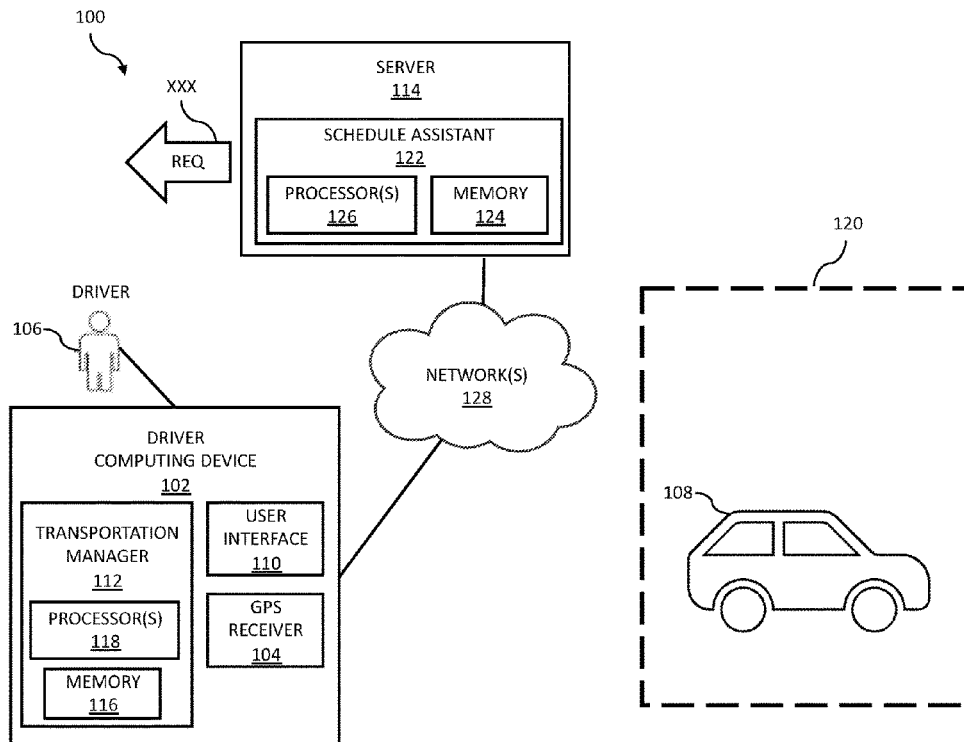 100
XXX
REQ
SERVER
114
SCHEDULE ASSISTANT
122
PROCESSOR(S)
126
MEMORY
124
120
DRIVER
106
NETWORK(S)
128
DRIVER
COMPUTING DEVICE
102
TRANSPORTATION
MANAGER
112
PROCESSOR(S)
118
MEMORY
116
USER
INTERFACE
110
GPS
RECEIVER
104
108